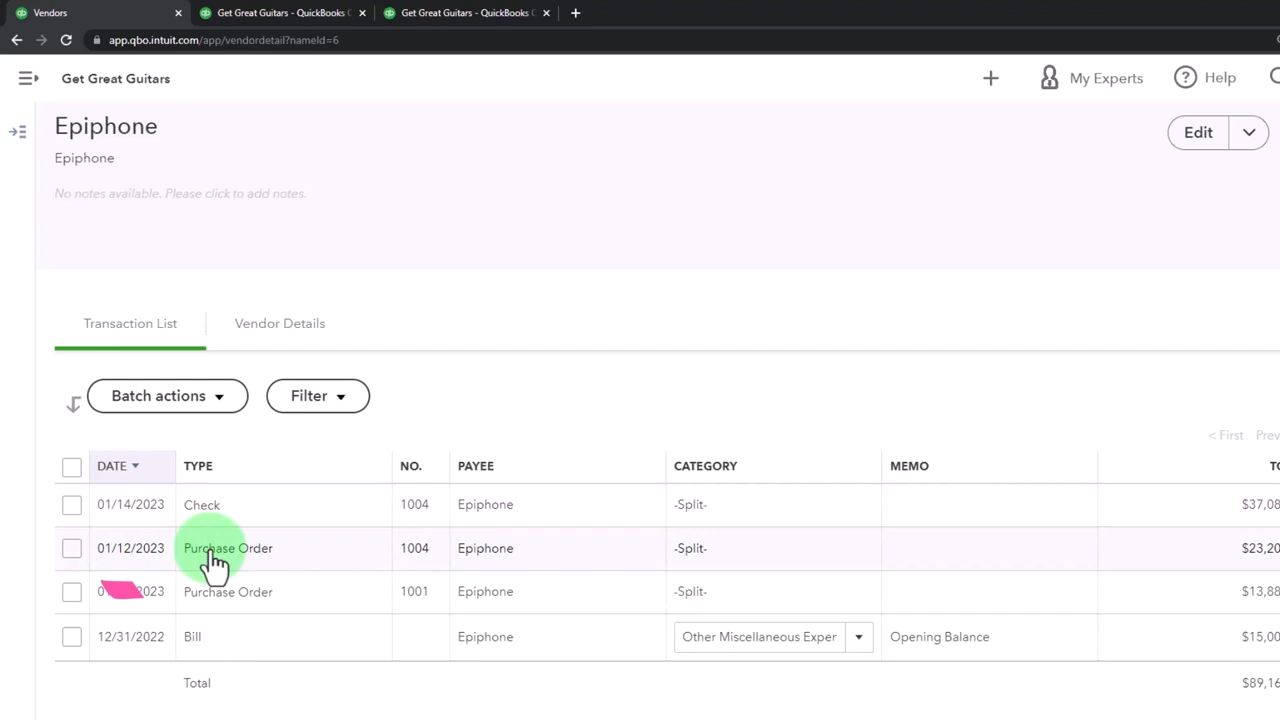 Vendors
Get Great Guitars - QuickBooks
Get Great Guitars - QuickBooks
app.qbo.intuit.com/app/vendordetail?nameId=6
Get Great Guitars
My Experts
Help
Epiphone
Edit
Epiphone
No notes available. Please click to add notes.
Transaction List
Vendor Details
Batch actions
Filter
< First
Prev
DATE TYPE NO. PAYEE CATEGORY MEMO
01/14/2023 Check 1004 Epiphone -Split- $37,08
01/12/2023 Purchase Order 1004 Epiphone -Split- $23,20
Purchase Order 1001 Epiphone -Split- $13,88
12/31/2022 Bill Epiphone Other Miscellaneous Exper Opening Balance $15,00
Total $89,16